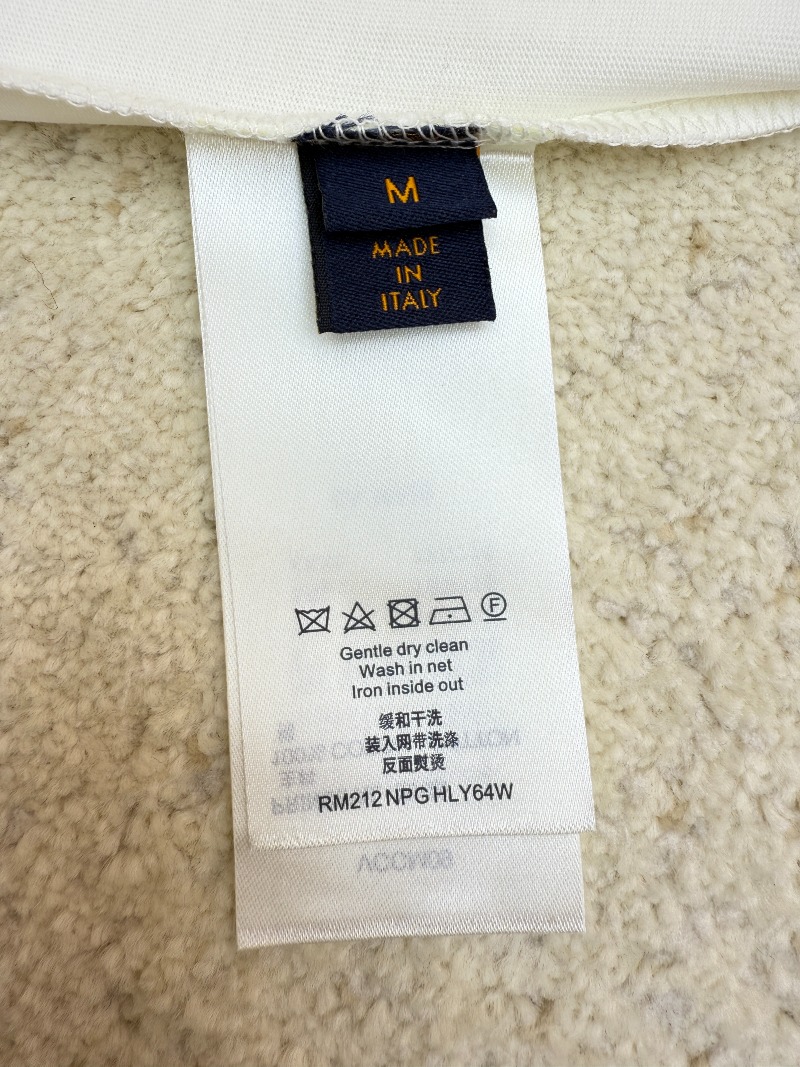 M
MADE
IN
ITALY
F
Gentle dry clean
Wash in net
Iron inside out
缓和干洗
装入网带洗涤
反面熨烫
RM212 NPG HLY64W